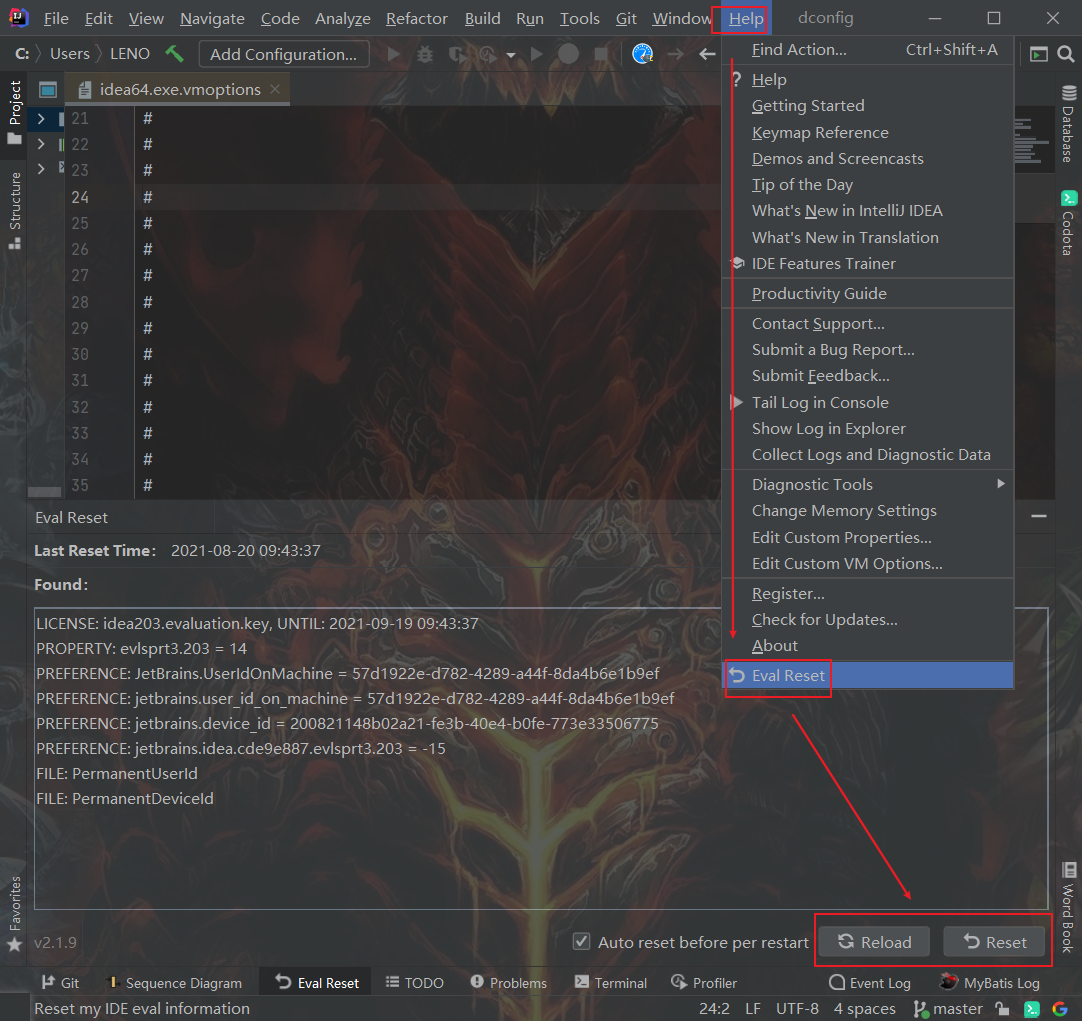 File Edit View Navigate Code Analyze Refactor Build Run Tools Git Window Help dconfig
C: Users LENO Add Configuration...
idea64.exe.vmoptions
Project
Structure
Favorites
21 #
22 #
23 #
24 #
25 #
26 #
27 #
28 #
29 #
30 #
31 #
32 #
33 #
34 #
35 #
Find Action... Ctrl+Shift+A
Help
Getting Started
Keymap Reference
Demos and Screencasts
Tip of the Day
What's New in IntelliJ IDEA
What's New in Translation
IDE Features Trainer
Productivity Guide
Contact Support...
Submit a Bug Report...
Submit Feedback...
Tail Log in Console
Show Log in Explorer
Collect Logs and Diagnostic Data
Diagnostic Tools
Change Memory Settings
Edit Custom Properties...
Edit Custom VM Options...
Register...
Check for Updates...
About
Eval Reset
Database
Codota
Word Book
Eval Reset
Last Reset Time: 2021-08-20 09:43:37
Found:
LICENSE: idea203.evaluation.key, UNTIL: 2021-09-19 09:43:37
PROPERTY: evlsprt3.203 = 14
PREFERENCE: JetBrains.UserIdOnMachine = 57d1922e-d782-4289-a44f-8da4b6e1b9ef
PREFERENCE: jetbrains.user_id_on_machine = 57d1922e-d782-4289-a44f-8da4b6e1b9ef
PREFERENCE: jetbrains.device_id = 200821148b02a21-fe3b-40e4-b0fe-773e33506775
PREFERENCE: jetbrains.idea.cde9e887.evlsprt3.203 = -15
FILE: PermanentUserId
FILE: PermanentDeviceId
v2.1.9 Auto reset before per restart Reload Reset
Git Sequence Diagram Eval Reset TODO Problems Terminal Profiler Event Log MyBatis Log
Reset my IDE eval information 24:2 LF UTF-8 4 spaces master